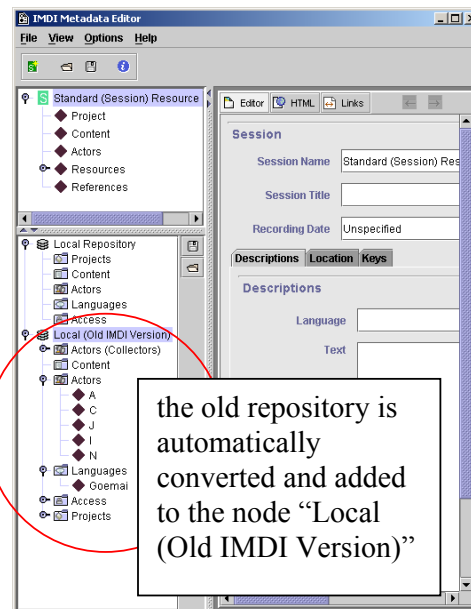 IMDI Metadata Editor
File View Options Help
Standard (Session) Resource
Project
Content
Actors
Resources
References
Local Repository
Projects
Content
Actors
Languages
Access
Local (Old IMDI Version)
Actors (Collectors)
Content
Actors
A
C
J
I
N
Languages
Goemai
Access
Projects
Editor HTML Links
Session
Session Name Standard (Session) Res
Session Title
Recording Date Unspecified
Descriptions Location Keys
Descriptions
Language
Text
the old repository is
automatically
converted and added
to the node “Local
(Old IMDI Version)”